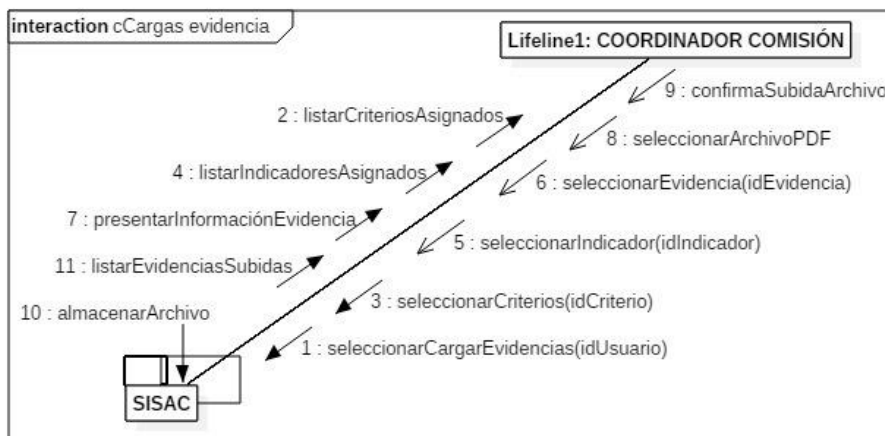 interaction cCargas evidencia
Lifeline1: COORDINADOR COMISIÓN
9 : confirmaSubidaArchivo
2 : listarCriteriosAsignados
8 : seleccionarArchivoPDF
4 : listarIndicadoresAsignados
6 : seleccionarEvidencia(idEvidencia)
7 : presentarInformaciónEvidencia
5 : seleccionarIndicador(idIndicador)
11 : listarEvidenciasSubidas
3 : seleccionarCriterios(idCriterio)
10 : almacenarArchivo
1 : seleccionarCargarEvidencias(idUsuario)
SISAC